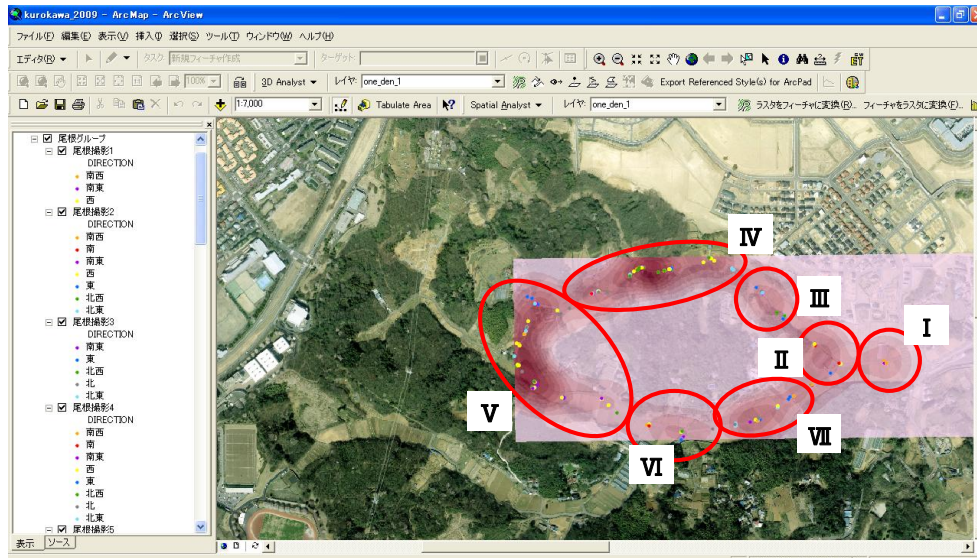 kurokawa_2009 - ArcMap - ArcView
ファイル(F) 編集(E) 表示(V) 挿入(I) 選択(S) ツール(T) ウィンドウ(W) ヘルプ(H)
エディタ(R) タスク 新規フィーチャ作成 ターゲット
100% 3D Analyst レイヤ: one_den_1 Export Referenced Style(s) for ArcPad
1:7,000 Tabulate Area Spatial Analyst レイヤ: one_den_1 ラスタをフィーチャに変換(R)... フィーチャをラスタに変換(F)...
尾根グループ
尾根撮影1
DIRECTION
南西
南東
西
尾根撮影2
DIRECTION
南西
南
南東
西
東
北西
北東
尾根撮影3
DIRECTION
南東
東
北西
北
北東
尾根撮影4
DIRECTION
南西
南
南東
西
東
北西
北
北東
尾根撮影5
表示 ソース
Ⅳ
Ⅲ
Ⅰ
Ⅱ
Ⅴ
Ⅶ
Ⅵ